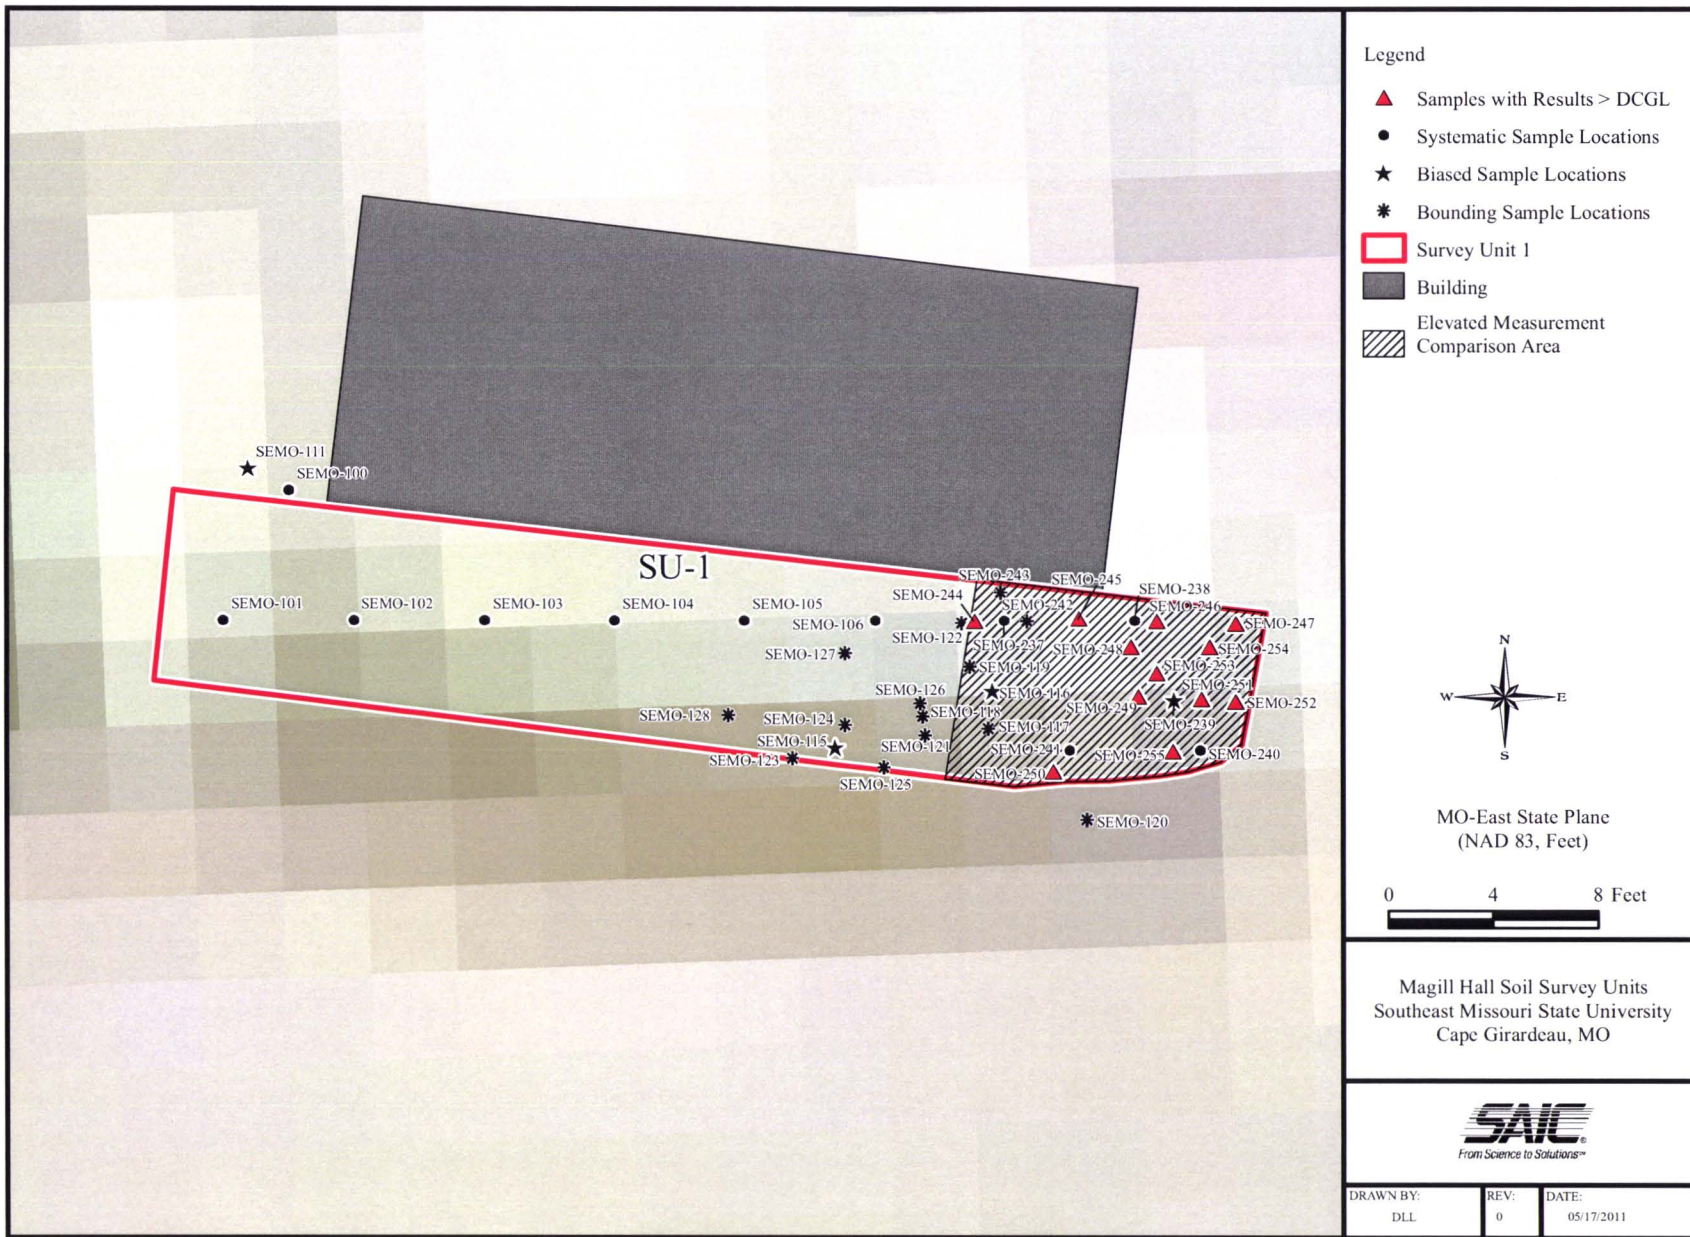 SEMO-111
SEMO-100
SU-1
SEMO-243
SEMO-245
SEMO-238
SEMO-244
SEMO-242
SEMO-246
SEMO-101
SEMO-102
SEMO-103
SEMO-104
SEMO-105
SEMO-106
SEMO-122
SEMO-237
SEMO-247
SEMO-248
SEMO-254
SEMO-127
SEMO-119
SEMO-253
SEMO-116
SEMO-251
SEMO-126
SEMO-249
SEMO-252
SEMO-128
SEMO-124
SEMO-118
SEMO-117
SEMO-239
SEMO-115
SEMO-121
SEMO-241
SEMO-255
SEMO-240
SEMO-123
SEMO-125
SEMO-250
SEMO-120
Legend
Samples with Results > DCGL
Systematic Sample Locations
Biased Sample Locations
Bounding Sample Locations
Survey Unit 1
Building
Elevated Measurement
Comparison Area
N
W E
S
MO-East State Plane
(NAD 83, Feet)
0 4 8 Feet
Magill Hall Soil Survey Units
Southeast Missouri State University
Cape Girardeau, MO
SAIC®
From Science to Solutions℠
DRAWN BY: REV: DATE:
DLL 0 05/17/2011